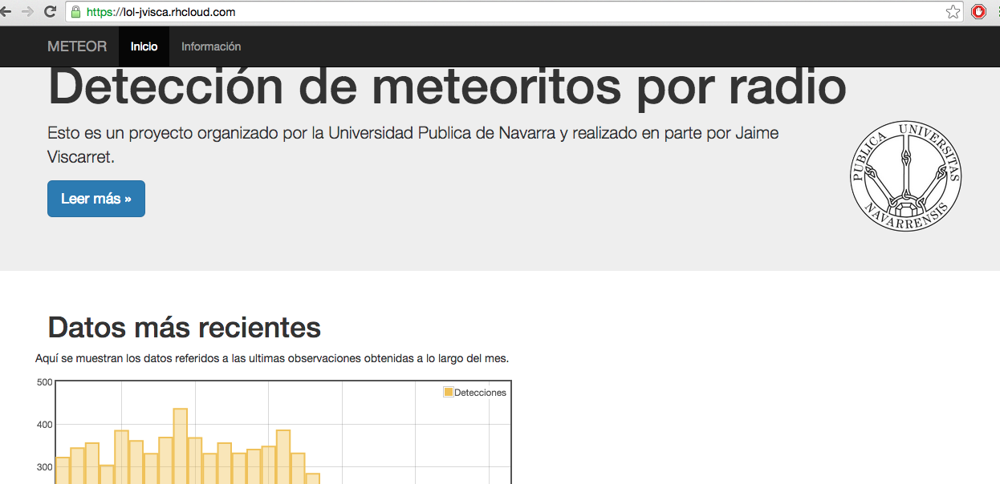 https://lol-jvisca.rhcloud.com
METEOR Inicio Información
Detección de meteoritos por radio
Esto es un proyecto organizado por la Universidad Publica de Navarra y realizado en parte por Jaime
Viscarret.
Leer más »
PUBLICA UNIVERSITAS NAVARRENSIS
Datos más recientes
Aquí se muestran los datos referidos a las ultimas observaciones obtenidas a lo largo del mes.
500
Detecciones
400
300